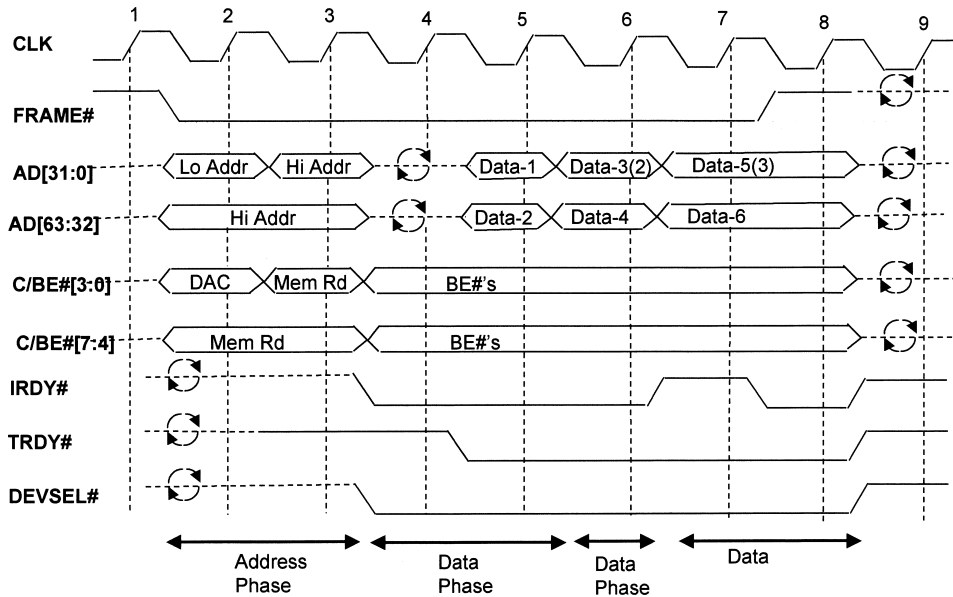 1 2 3 4 5 6 7 8 9
CLK
FRAME#
AD[31:0] Lo Addr Hi Addr Data-1 Data-3(2) Data-5(3)
AD[63:32] Hi Addr Data-2 Data-4 Data-6
C/BE#[3:0] DAC Mem Rd BE#'s
C/BE#[7:4] Mem Rd BE#'s
IRDY#
TRDY#
DEVSEL#
Address Phase
Data Phase
Data Phase
Data